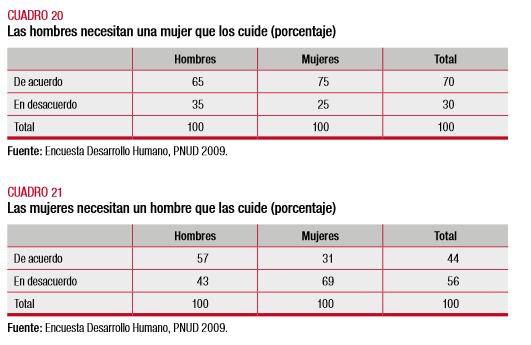 CUADRO 20
Las hombres necesitan una mujer que los cuide (porcentaje)
Hombres Mujeres Total
De acuerdo 65 75 70
En desacuerdo 35 25 30
Total 100 100 100
Fuente: Encuesta Desarrollo Humano, PNUD 2009.
CUADRO 21
Las mujeres necesitan un hombre que las cuide (porcentaje)
Hombres Mujeres Total
De acuerdo 57 31 44
En desacuerdo 43 69 56
Total 100 100 100
Fuente: Encuesta Desarrollo Humano, PNUD 2009.